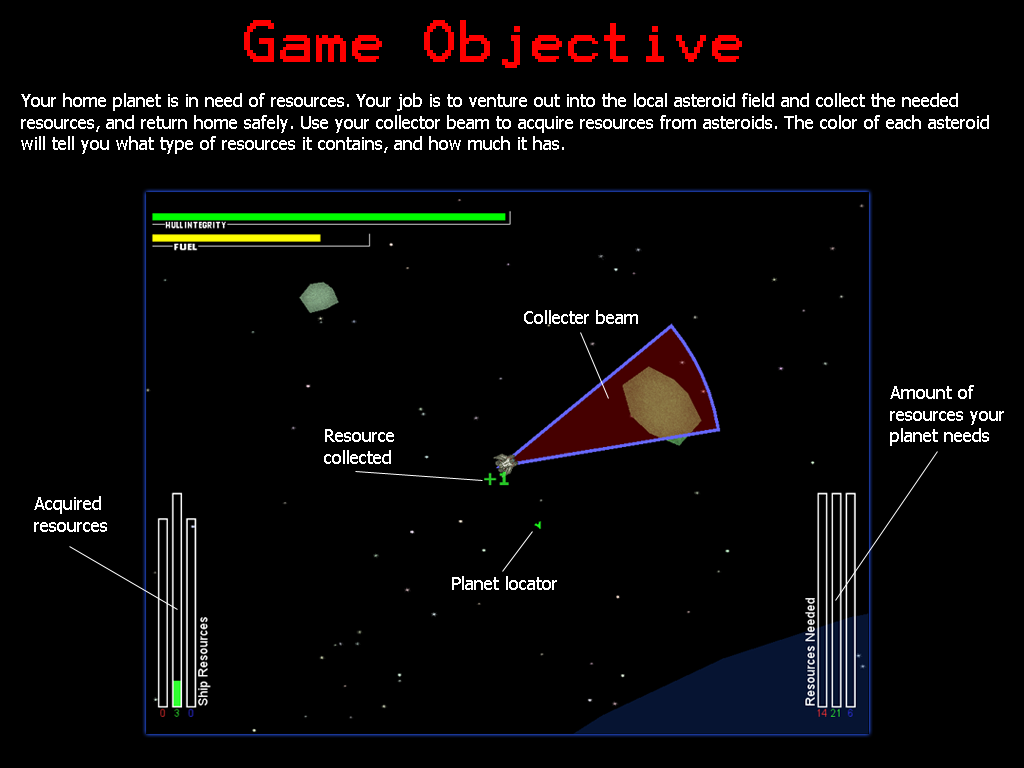 Game Objective
Your home planet is in need of resources. Your job is to venture out into the local asteroid field and collect the needed
resources, and return home safely. Use your collector beam to acquire resources from asteroids. The color of each asteroid
will tell you what type of resources it contains, and how much it has.
HULL INTEGRITY
FUEL
Collecter beam
Amount of
resources your
planet needs
Resource
collected
+1
Acquired
resources
Planet locator
Ship Resources
Resources Needed
0 3 0
14 21 6